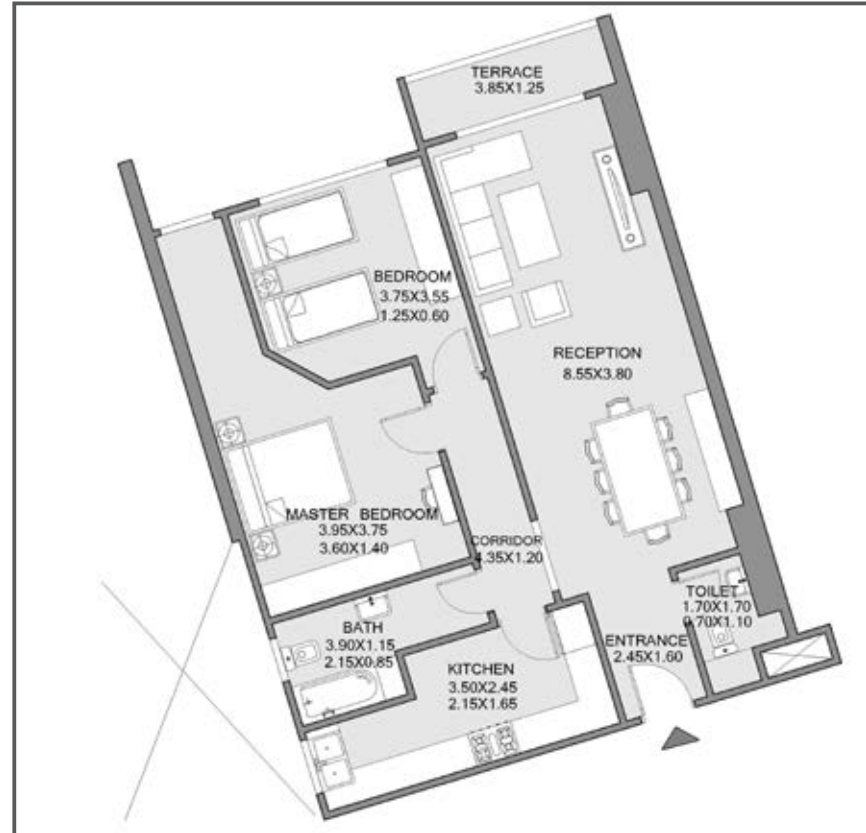 TERRACE
3.85X1.25
BEDROOM
3.75X3.55
1.25X0.60
RECEPTION
8.55X3.80
MASTER BEDROOM
3.95X3.75
3.60X1.40
CORRIDOR
4.35X1.20
TOILET
1.70X1.70
0.70X1.10
BATH
3.90X1.15
2.15X0.85
ENTRANCE
2.45X1.60
KITCHEN
3.50X2.45
2.15X1.65